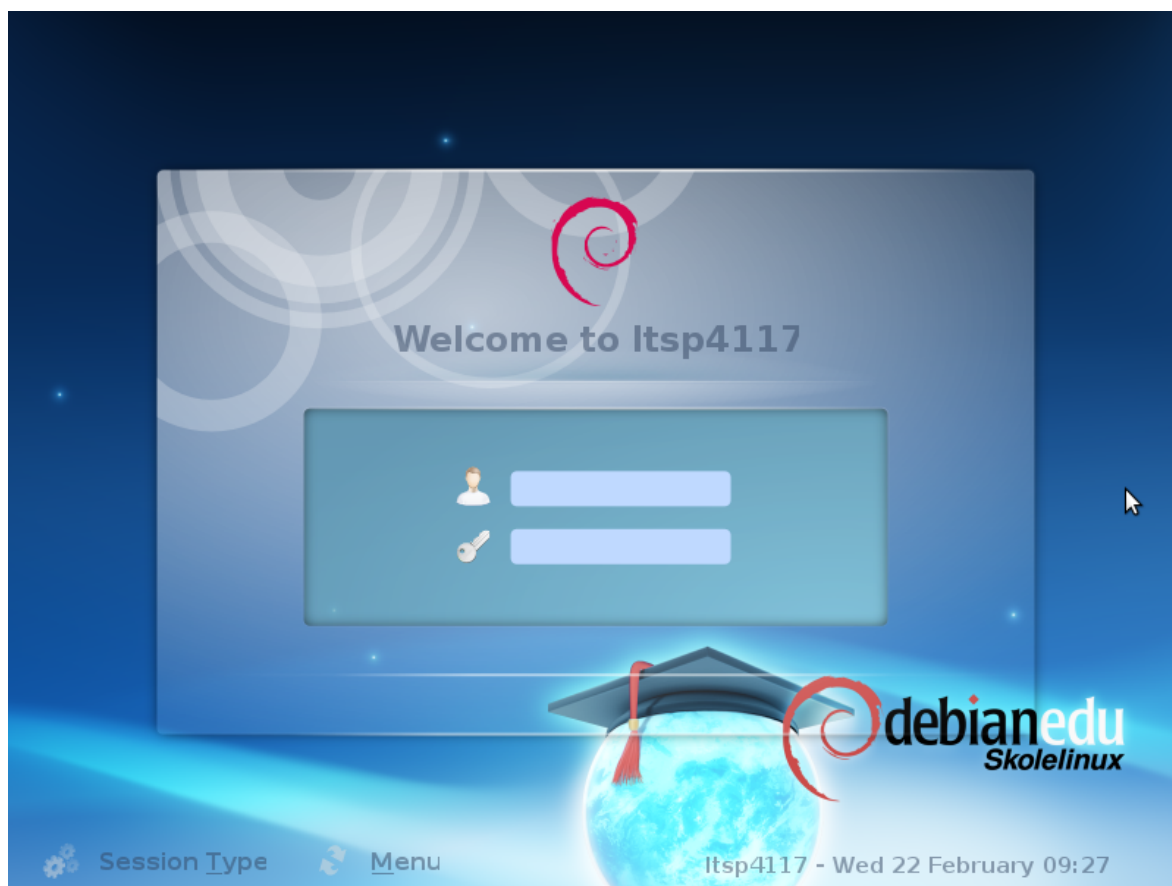 Welcome to ltsp4117
debianedu
Skolelinux
Session Type
Menu
ltsp4117 - Wed 22 February 09:27